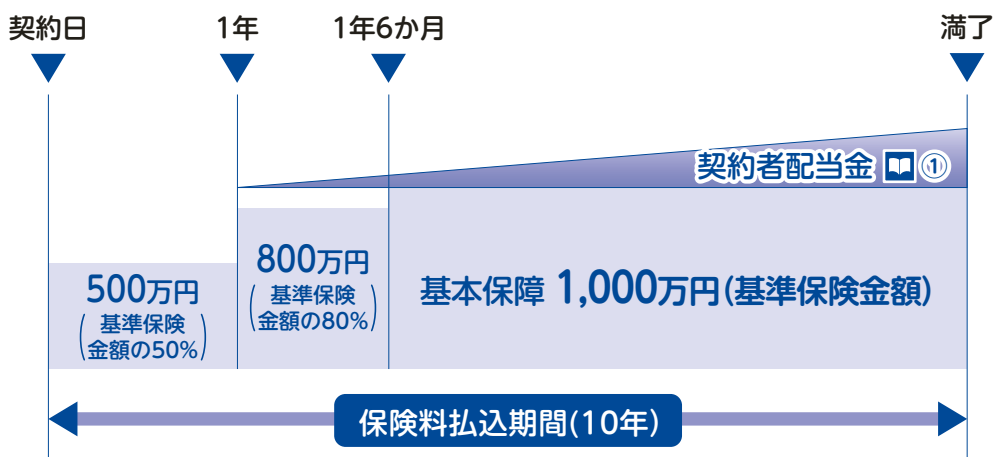 契約日
1年
1年6か月
満了
契約者配当金 ①
500万円
(基準保険
金額の50%)
800万円
(基準保険
金額の80%)
基本保障 1,000万円(基準保険金額)
保険料払込期間(10年)